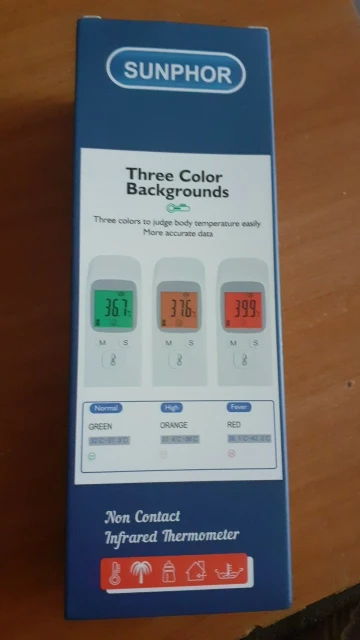 SUNPHOR
Three Color
Backgrounds
Three colors to judge body temperature easily
More accurate data
36.7 37.6 39.9
M S M S M S
Normal High Fever
GREEN ORANGE RED
Non Contact
Infrared Thermometer